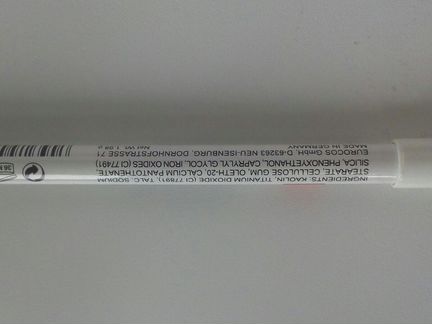 INGREDIENTS: KAOLIN, TITANIUM DIOXIDE (CI 77891), TALC, SODIUM
STEARATE, CELLULOSE GUM, OLETH-20, CALCIUM PANTOTHENATE,
SILICA, PHENOXYETHANOL, CAPRYLYL GLYCOL, IRON OXIDES (CI 77491)
EUROCOS GmbH, D-63263 NEU-ISENBURG, DORNHOFSTRASSE 71
MADE IN GERMANY Net Wt
36 M